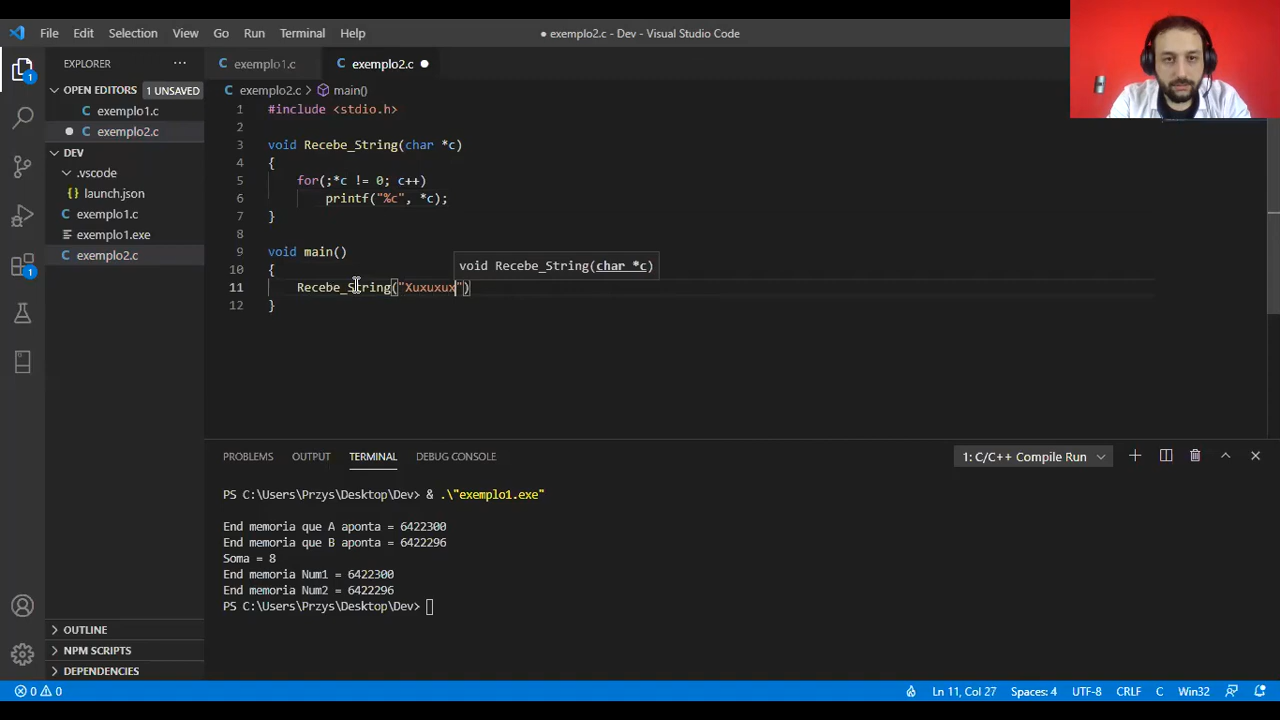 File Edit Selection View Go Run Terminal Help
● exemplo2.c - Dev - Visual Studio Code
EXPLORER ...
OPEN EDITORS 1 UNSAVED
exemplo1.c
● exemplo2.c
DEV
.vscode
{} launch.json
C exemplo1.c
exemplo1.exe
C exemplo2.c
OUTLINE
NPM SCRIPTS
DEPENDENCIES
1
1
C exemplo1.c
C exemplo2.c ●
C exemplo2.c > main()
1 #include <stdio.h>
2
3 void Recebe_String(char *c)
4 {
5 for(;*c != 0; c++)
6 printf("%c", *c);
7 }
8
9 void main()
10 {
void Recebe_String(char *c)
11 Recebe_String("Xuxuxux")
12 }
PROBLEMS OUTPUT TERMINAL DEBUG CONSOLE
1: C/C++ Compile Run
PS C:\Users\Przys\Desktop\Dev> & .\"exemplo1.exe"
End memoria que A aponta = 6422300
End memoria que B aponta = 6422296
Soma = 8
End memoria Num1 = 6422300
End memoria Num2 = 6422296
PS C:\Users\Przys\Desktop\Dev>
0 0
Ln 11, Col 27 Spaces: 4 UTF-8 CRLF C Win32